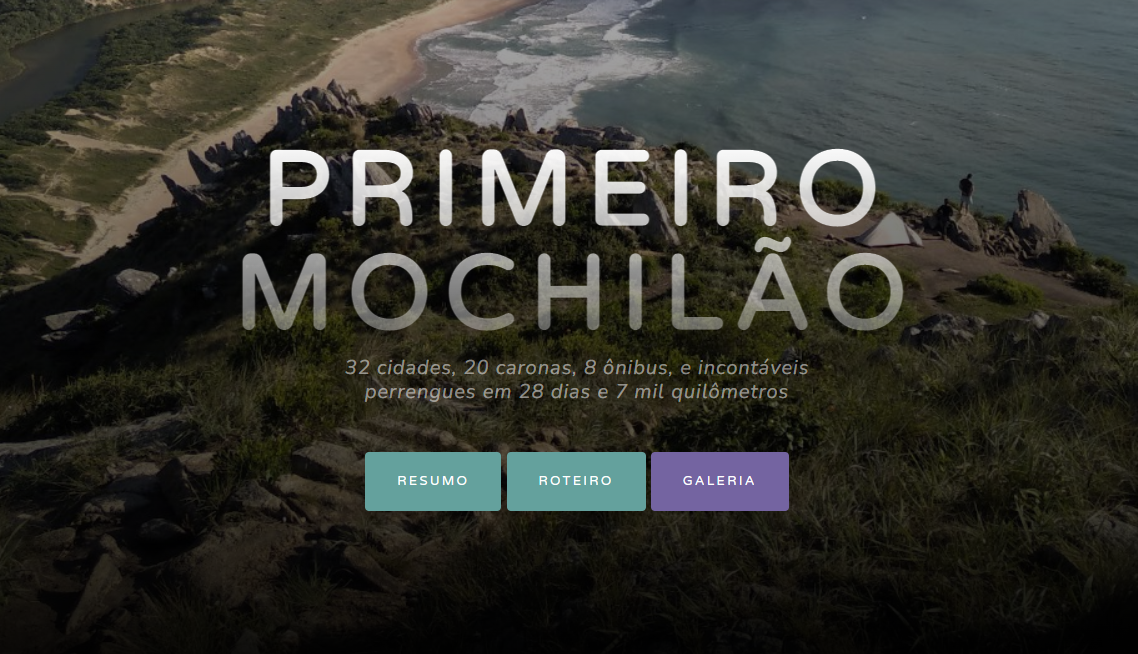 PRIMEIRO
MOCHILÃO
32 cidades, 20 caronas, 8 ônibus, e incontáveis
perrengues em 28 dias e 7 mil quilômetros
RESUMO ROTEIRO GALERIA